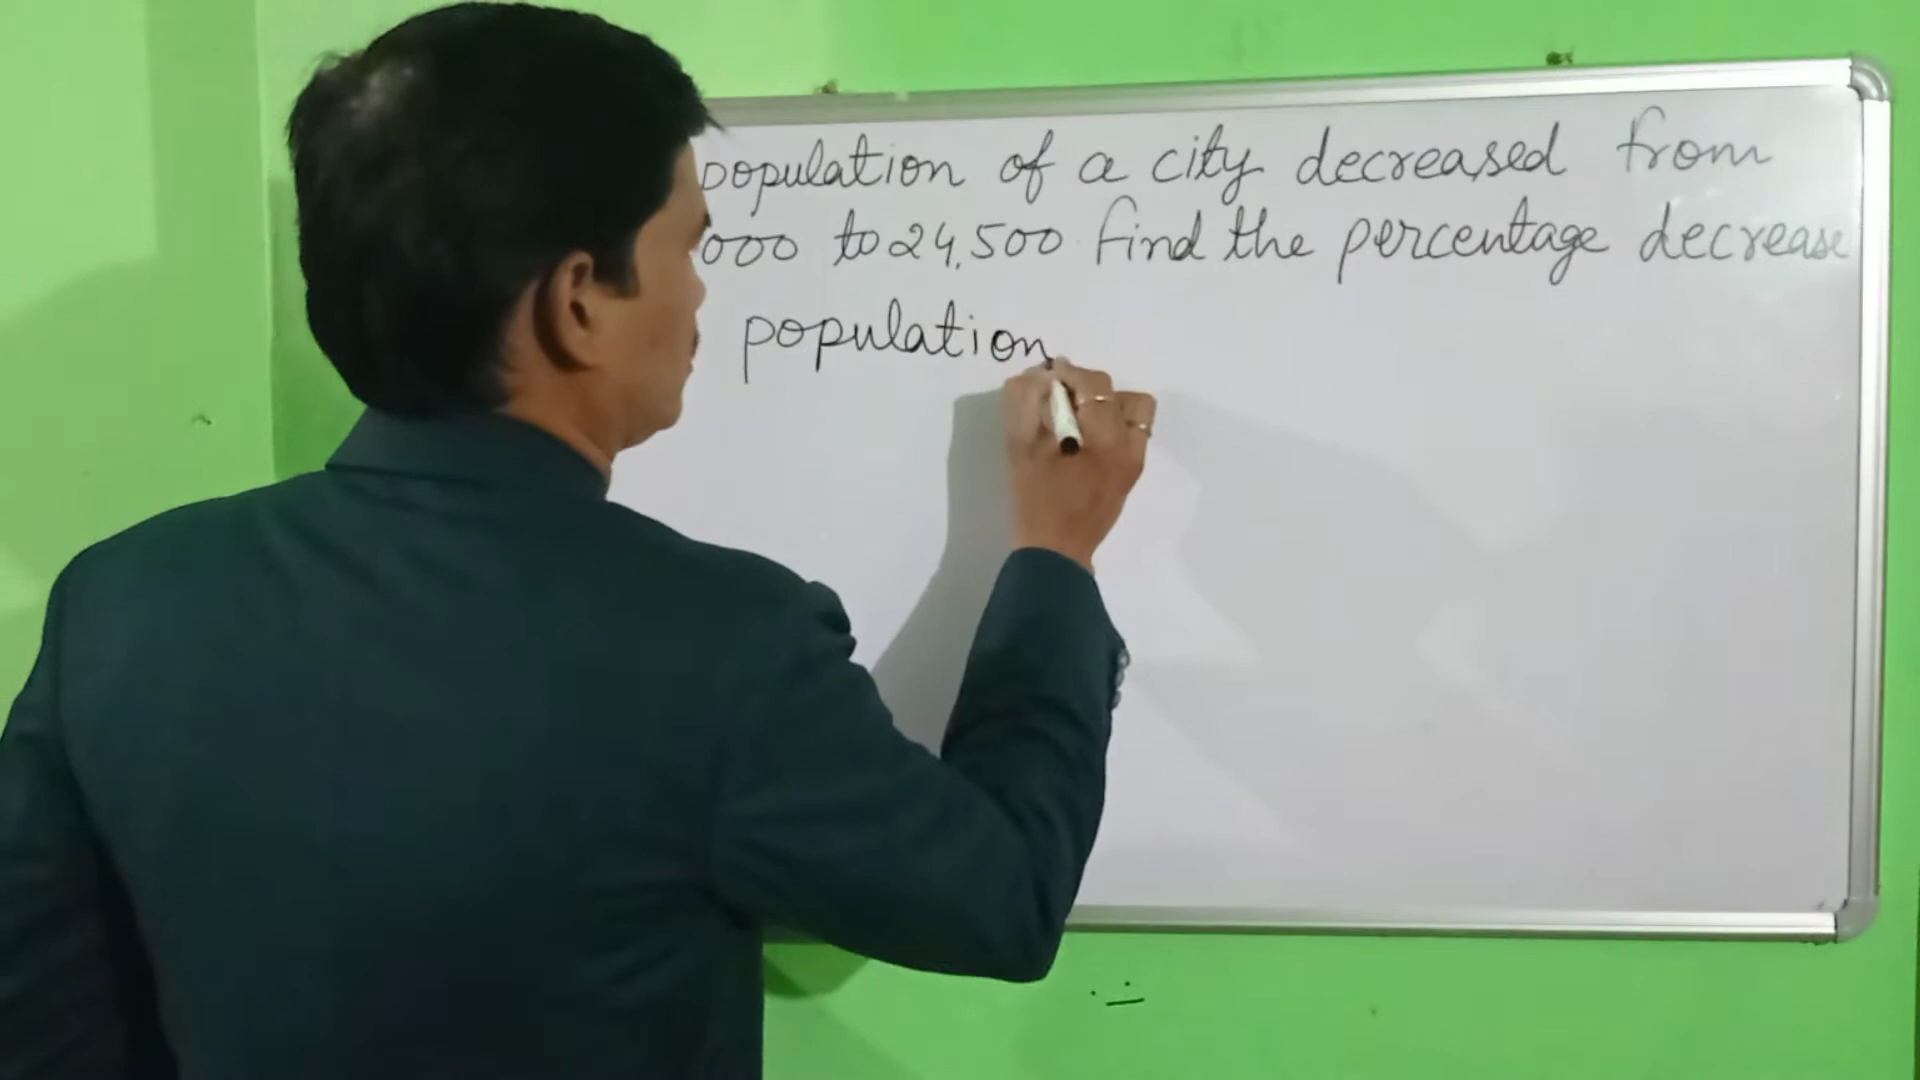 population of a city decreased from
000 to 24,500 find the percentage decrease
population